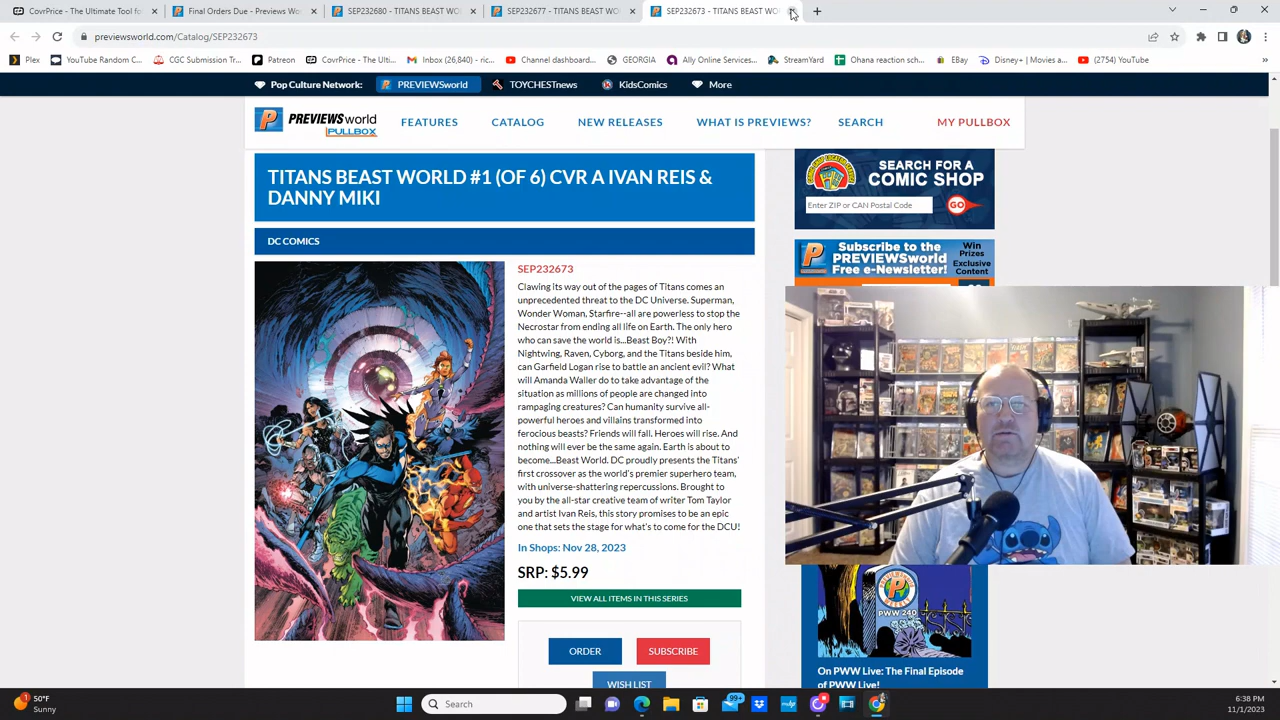 CovrPrice - The Ultimate Tool fo
Final Orders Due - Previews Wo
SEP232680 - TITANS BEAST WO
SEP232677 - TITANS BEAST WO
SEP232673 - TITANS BEAST WO
previewsworld.com/Catalog/SEP232673
Plex
YouTube Random C...
CGC Submission Tr...
Patreon
CovrPrice - The Ulti...
Inbox (26,840) - ric...
Channel dashboard...
GEORGIA
Ally Online Services...
StreamYard
Ohana reaction sch...
EBay
Disney+ | Movies a...
(2754) YouTube
Pop Culture Network:
PREVIEWSworld
TOYCHESTnews
KidsComics
More
PREVIEWSworld
PULLBOX
FEATURES
CATALOG
NEW RELEASES
WHAT IS PREVIEWS?
SEARCH
MY PULLBOX
TITANS BEAST WORLD #1 (OF 6) CVR A IVAN REIS &
DANNY MIKI
DC COMICS
SEP232673
Clawing its way out of the pages of Titans comes an
unprecedented threat to the DC Universe. Superman,
Wonder Woman, Starfire--all are powerless to stop the
Necrostar from ending all life on Earth. The only hero
who can save the world is...Beast Boy?! With
Nightwing, Raven, Cyborg, and the Titans beside him,
can Garfield Logan rise to battle an ancient evil? What
will Amanda Waller do to take advantage of the
situation as millions of people are changed into
rampaging creatures? Can humanity survive all-
powerful heroes and villains transformed into
ferocious beasts? Friends will fall. Heroes will rise. And
nothing will ever be the same again. Earth is about to
become...Beast World. DC proudly presents the Titans'
first crossover as the world's premier superhero team,
with universe-shattering repercussions. Brought to
you by the all-star creative team of writer Tom Taylor
and artist Ivan Reis, this story promises to be an epic
one that sets the stage for what's to come for the DCU!
In Shops: Nov 28, 2023
SRP: $5.99
VIEW ALL ITEMS IN THIS SERIES
ORDER
SUBSCRIBE
WISH LIST
SEARCH FOR A
COMIC SHOP
Enter ZIP or CAN Postal Code
GO
Subscribe to the
PREVIEWSworld
Free e-Newsletter!
Win
Prizes
Exclusive
Content
PWW 240
On PWW Live: The Final Episode
of PWW Live!
1
50°F
Sunny
Search
99+
6:38 PM
11/1/2023